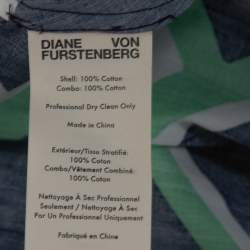 DIANE VON
FURSTENBERG
Shell: 100% Cotton
Combo: 100% Cotton
Professional Dry Clean Only
Made in China
Extérieur/Tissu Stratifié:
100% Coton
Combo/Vêtement Combiné:
100% Coton
Nettoyage À Sec Professionnel
Seulement / Nettoyage À Sec
Par Un Professionnel Uniquement
Fabriqué en Chine